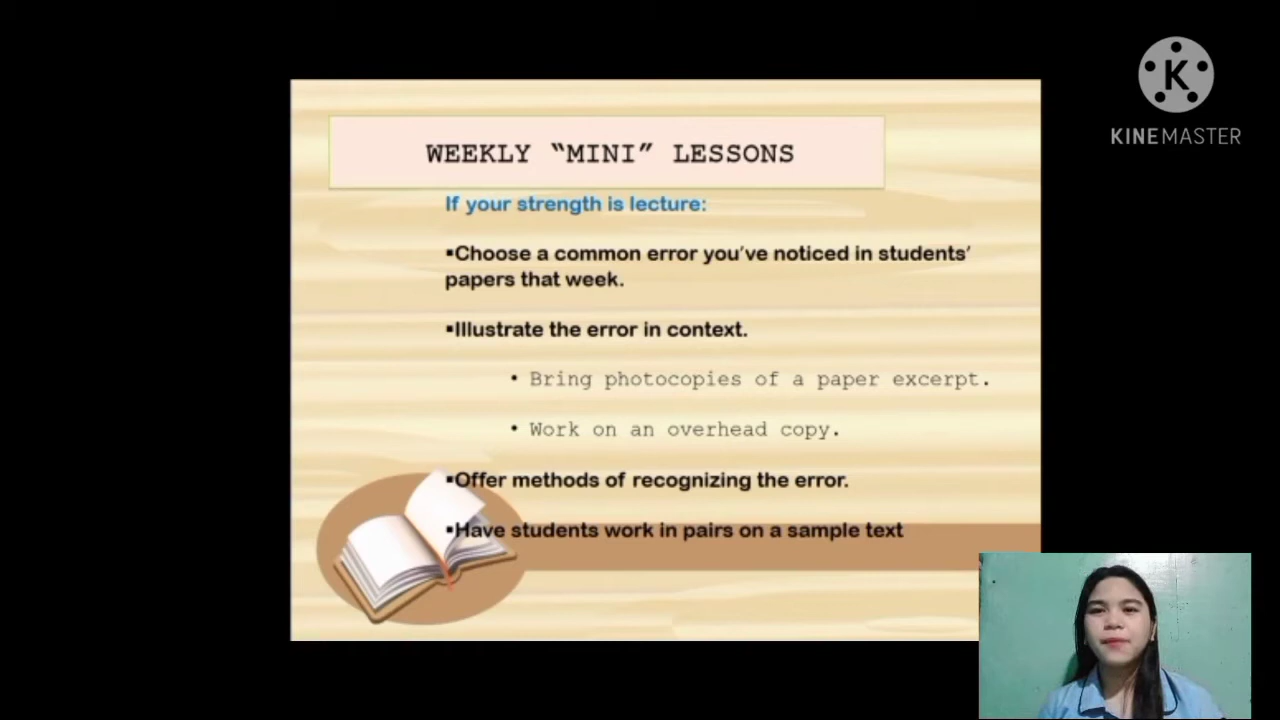 K
KINEMASTER
WEEKLY “MINI” LESSONS
If your strength is lecture:
▪Choose a common error you’ve noticed in students’
papers that week.
▪Illustrate the error in context.
• Bring photocopies of a paper excerpt.
• Work on an overhead copy.
▪Offer methods of recognizing the error.
▪Have students work in pairs on a sample text